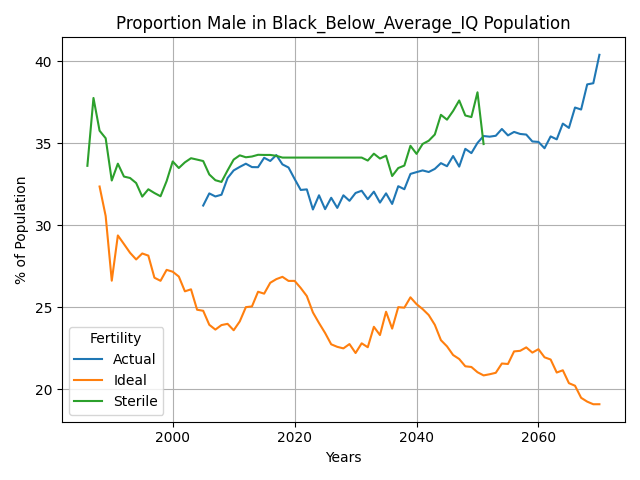 Proportion Male in Black_Below_Average_IQ Population
% of Population
40
35
30
25
20
Fertility
Actual
Ideal
Sterile
2000
2020
2040
2060
Years